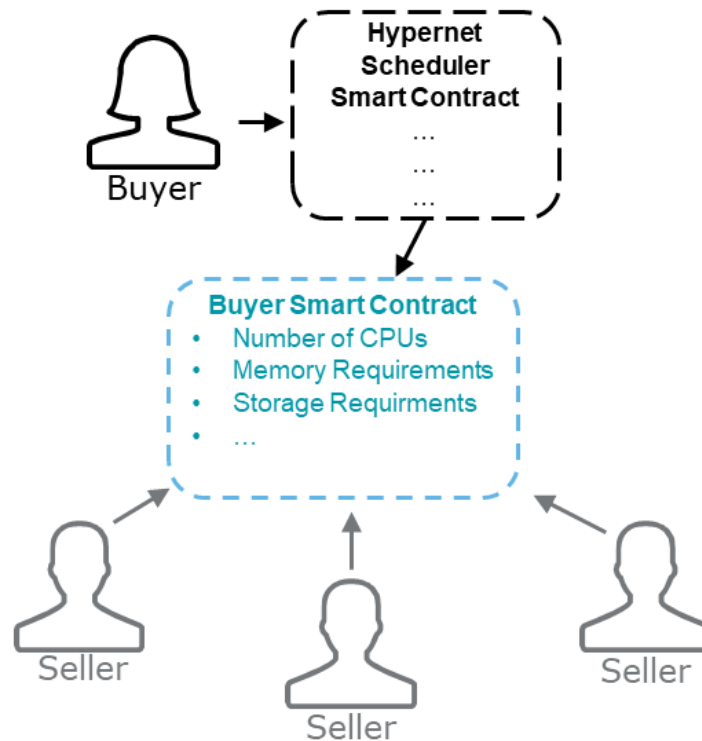 Hypernet
Scheduler
Smart Contract
...
...
...
Buyer
Buyer Smart Contract
• Number of CPUs
• Memory Requirements
• Storage Requirments
• ...
Seller
Seller
Seller